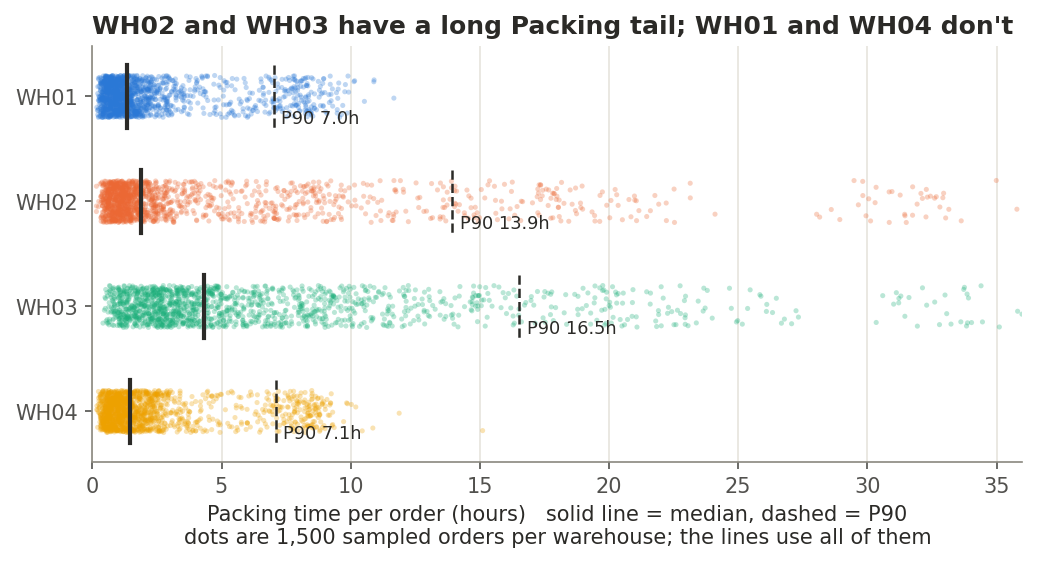 WH02 and WH03 have a long Packing tail; WH01 and WH04 don't
WH01
P90 7.0h
WH02
P90 13.9h
WH03
P90 16.5h
WH04
P90 7.1h
0 5 10 15 20 25 30 35
Packing time per order (hours)   solid line = median, dashed = P90
dots are 1,500 sampled orders per warehouse; the lines use all of them